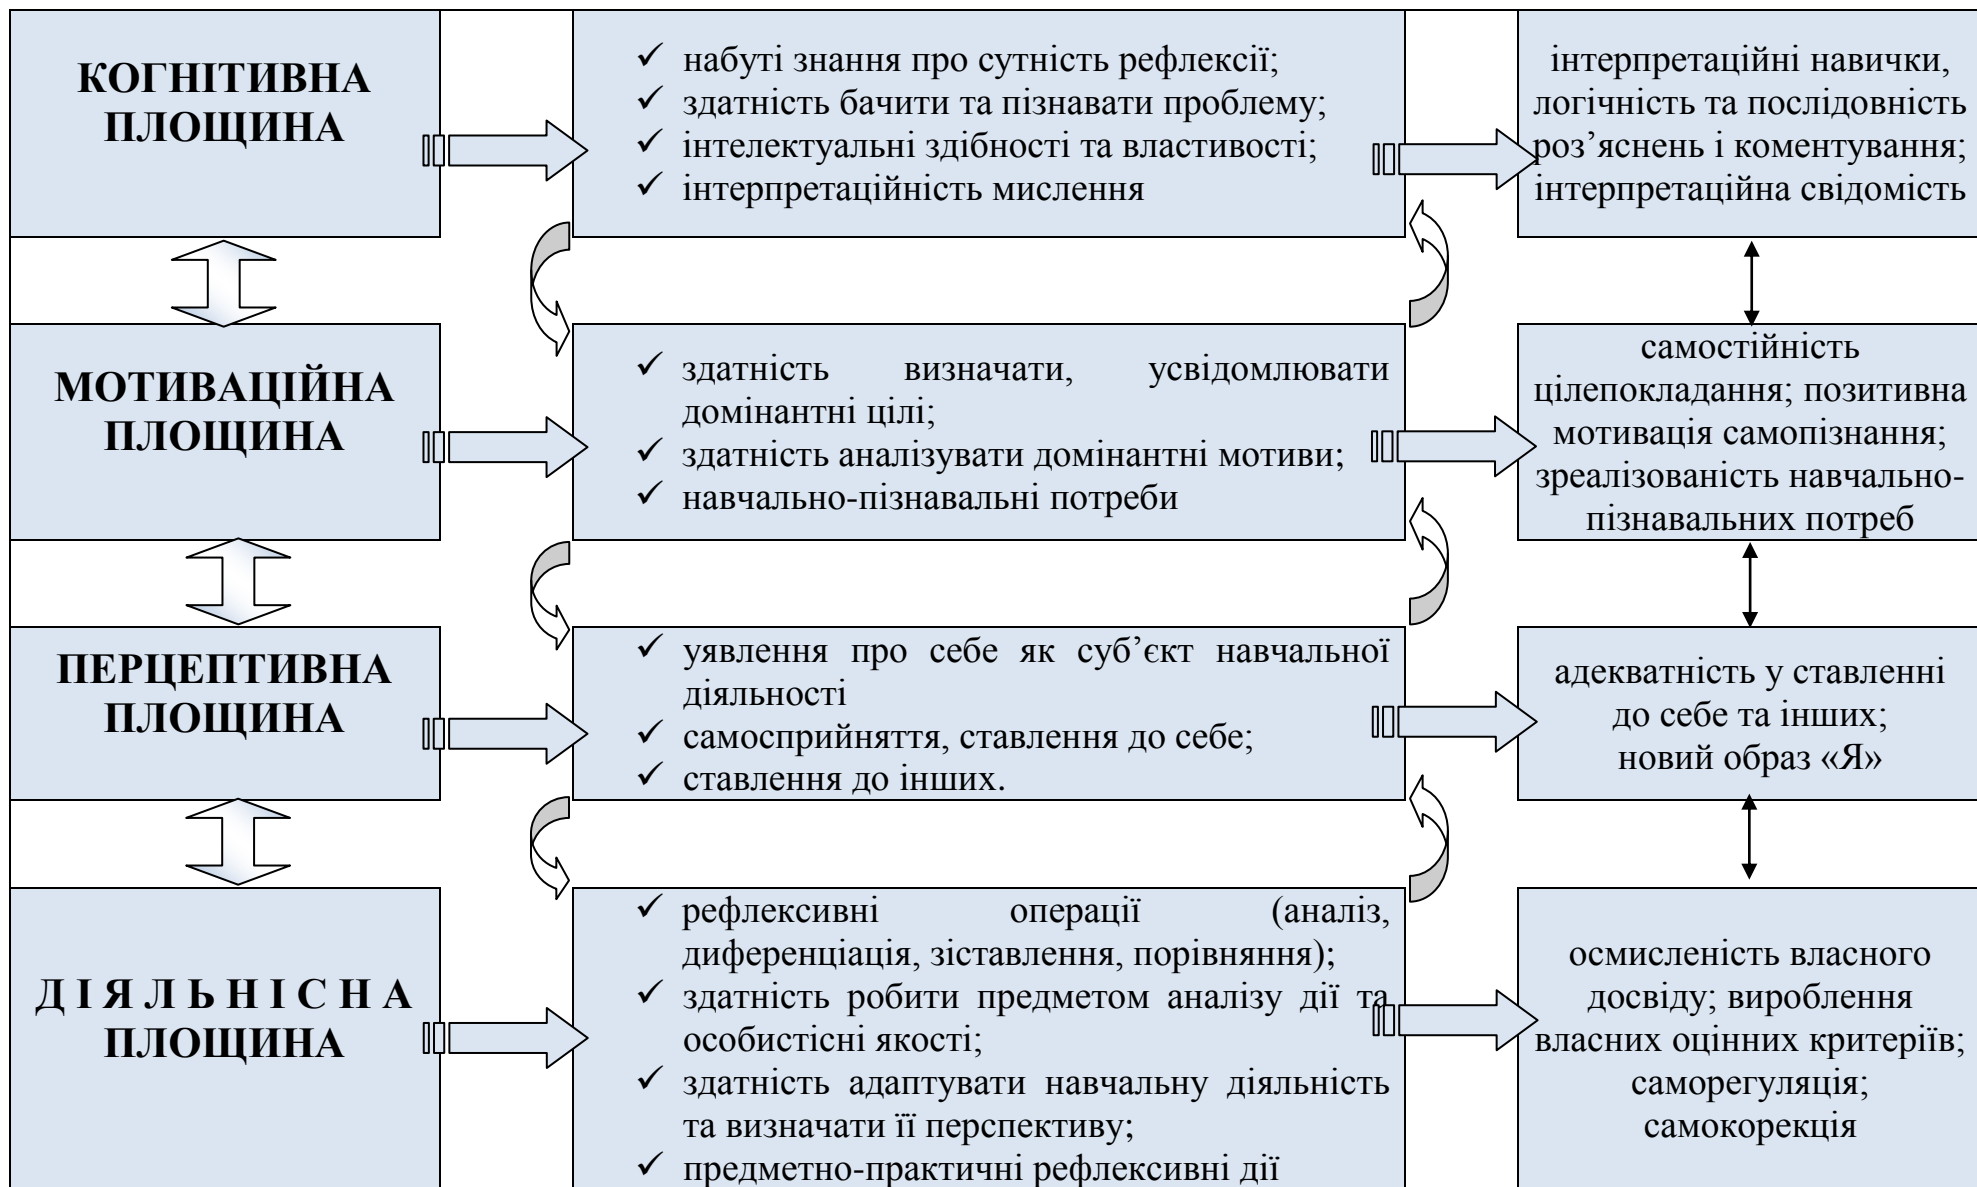 КОГНІТИВНА
ПЛОЩИНА
✓ набуті знання про сутність рефлексії;
✓ здатність бачити та пізнавати проблему;
✓ інтелектуальні здібності та властивості;
✓ інтерпретаційність мислення
інтерпретаційні навички,
логічність та послідовність
роз’яснень і коментування;
інтерпретаційна свідомість
МОТИВАЦІЙНА
ПЛОЩИНА
✓ здатність визначати, усвідомлювати
домінантні цілі;
✓ здатність аналізувати домінантні мотиви;
✓ навчально-пізнавальні потреби
самостійність
цілепокладання; позитивна
мотивація самопізнання;
зреалізованість навчально-
пізнавальних потреб
ПЕРЦЕПТИВНА
ПЛОЩИНА
✓ уявлення про себе як суб’єкт навчальної
діяльності
✓ самосприйняття, ставлення до себе;
✓ ставлення до інших.
адекватність у ставленні
до себе та інших;
новий образ «Я»
Д І Я Л Ь Н І С Н А
ПЛОЩИНА
✓ рефлексивні операції (аналіз,
диференціація, зіставлення, порівняння);
✓ здатність робити предметом аналізу дії та
особистісні якості;
✓ здатність адаптувати навчальну діяльність
та визначати її перспективу;
✓ предметно-практичні рефлексивні дії
осмисленість власного
досвіду; вироблення
власних оцінних критеріїв;
саморегуляція;
самокорекція